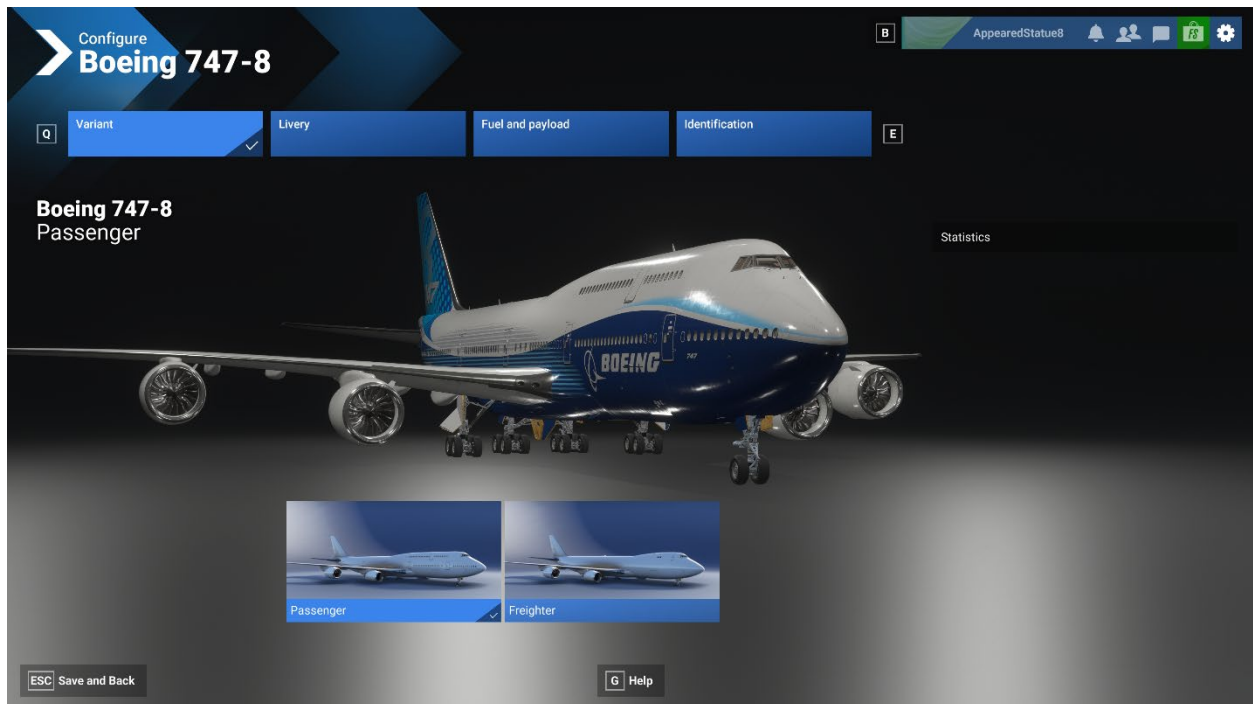 Configure
Boeing 747-8
B
AppearedStatue8
FS
Q
Variant
Livery
Fuel and payload
Identification
E
Boeing 747-8
Passenger
Statistics
BOEING
747
Passenger
Freighter
ESC Save and Back
G Help